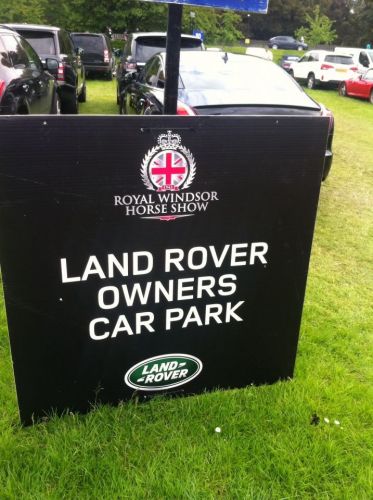 ROYAL WINDSOR
HORSE SHOW
LAND ROVER
OWNERS
CAR PARK
LAND-
-ROVER